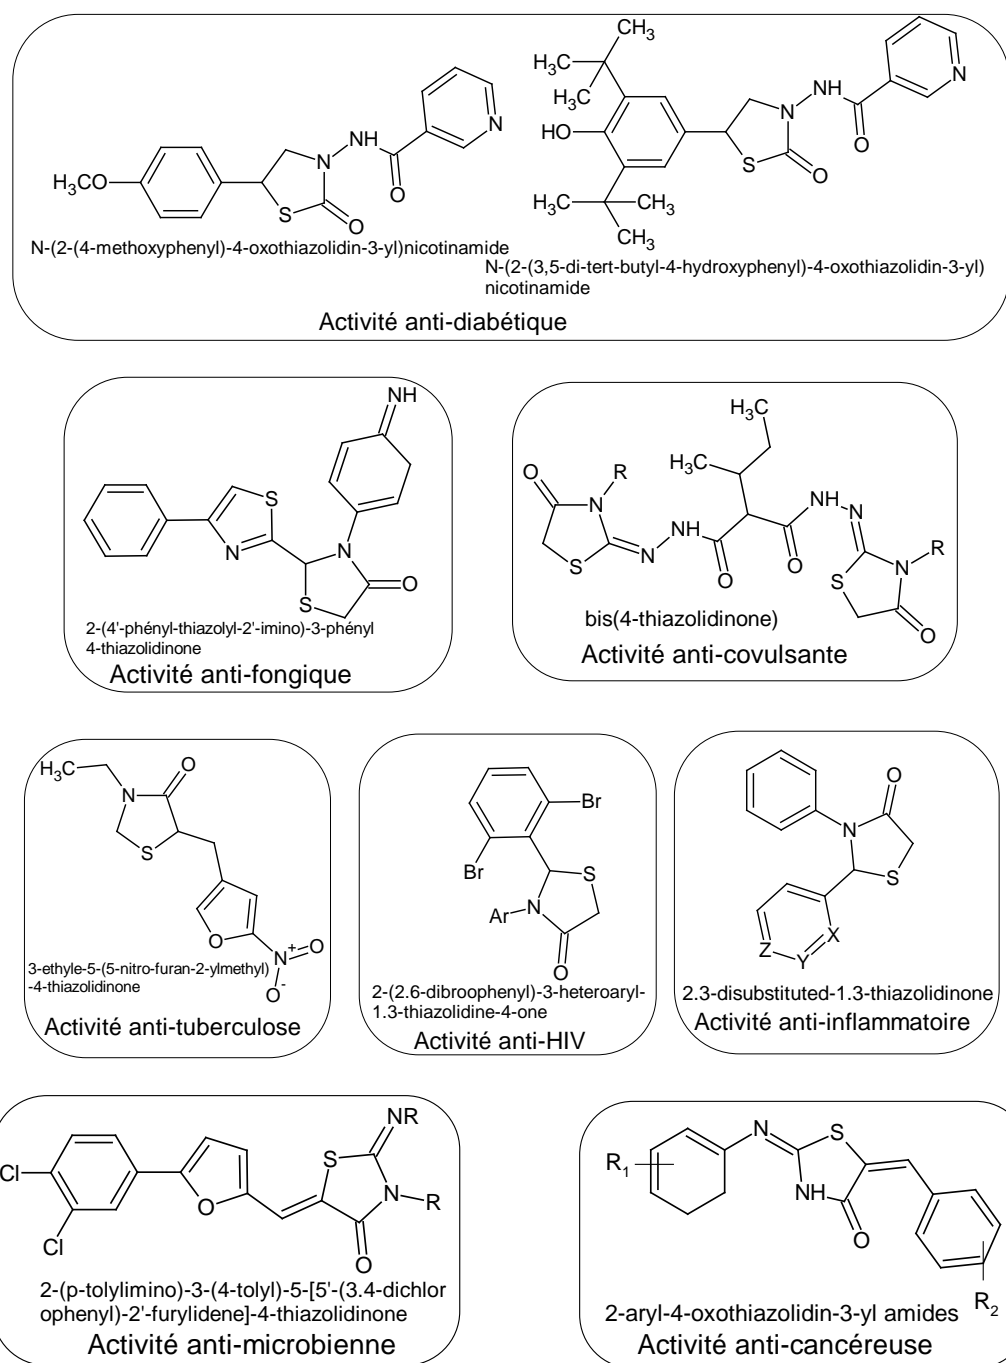 CH3
H3C
H3C
HO
H3C
CH3
CH3
S
N
O
NH
O
N
H3CO
S
N
O
NH
O
N
N-(2-(4-methoxyphenyl)-4-oxothiazolidin-3-yl)nicotinamide
N-(2-(3,5-di-tert-butyl-4-hydroxyphenyl)-4-oxothiazolidin-3-yl)
nicotinamide
Activité anti-diabétique
NH
S
N
N
S
O
2-(4'-phényl-thiazolyl-2'-imino)-3-phényl
4-thiazolidinone
Activité anti-fongique
H3C
H3C
O
R
N
S
N
NH
O
O
NH
N
S
N
R
O
bis(4-thiazolidinone)
Activité anti-covulsante
H3C
N
O
S
O
N+
O
O-
3-ethyle-5-(5-nitro-furan-2-ylmethyl)
-4-thiazolidinone
Activité anti-tuberculose
Br
Br
S
N
Ar
O
2-(2.6-dibroophenyl)-3-heteroaryl-
1.3-thiazolidine-4-one
Activité anti-HIV
O
N
S
X
Z
Y
2.3-disubstituted-1.3-thiazolidinone
Activité anti-inflammatoire
Cl
Cl
O
S
NR
N
R
O
2-(p-tolylimino)-3-(4-tolyl)-5-[5'-(3.4-dichlor
ophenyl)-2'-furylidene]-4-thiazolidinone
Activité anti-microbienne
R1
N
S
NH
O
R2
2-aryl-4-oxothiazolidin-3-yl amides
Activité anti-cancéreuse